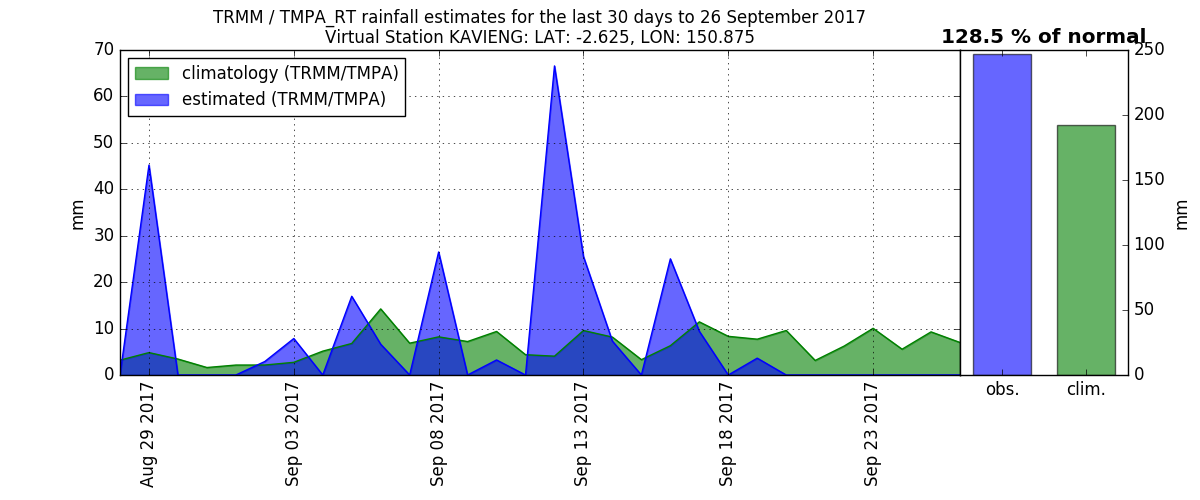 TRMM / TMPA_RT rainfall estimates for the last 30 days to 26 September 2017
Virtual Station KAVIENG: LAT: -2.625, LON: 150.875
128.5 % of normal
climatology (TRMM/TMPA)
estimated (TRMM/TMPA)
70
60
50
40
30
20
10
0
mm
Aug 29 2017
Sep 03 2017
Sep 08 2017
Sep 13 2017
Sep 18 2017
Sep 23 2017
obs.
clim.
250
200
150
100
50
0
mm